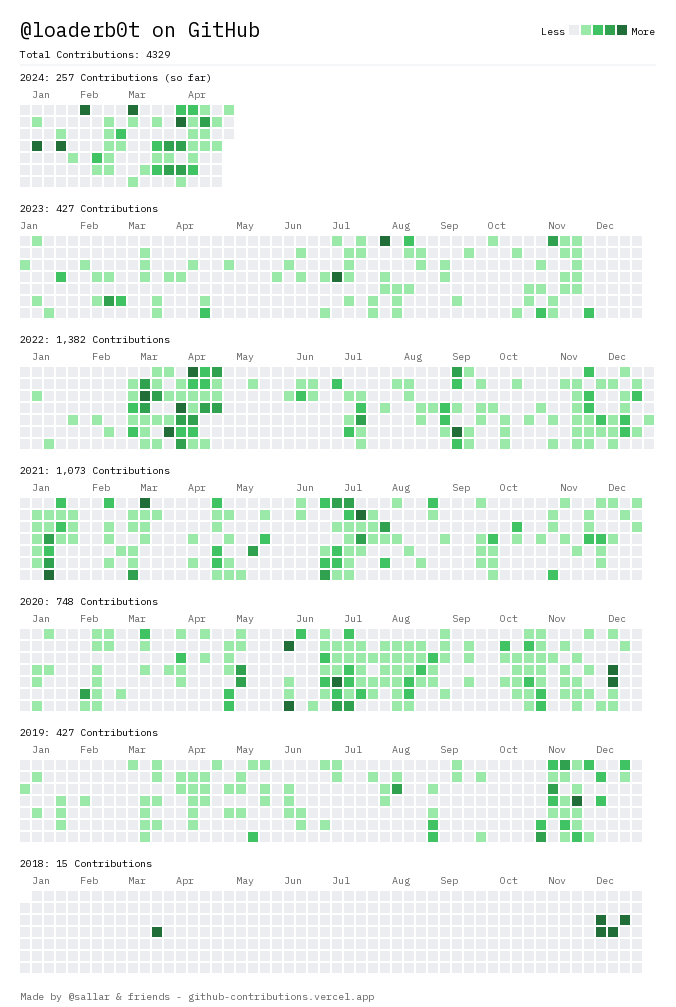 @loaderb0t on GitHub
Less More
Total Contributions: 4329
2024: 257 Contributions (so far)
Jan Feb Mar Apr
2023: 427 Contributions
Jan Feb Mar Apr May Jun Jul Aug Sep Oct Nov Dec
2022: 1,382 Contributions
Jan Feb Mar Apr May Jun Jul Aug Sep Oct Nov Dec
2021: 1,073 Contributions
Jan Feb Mar Apr May Jun Jul Aug Sep Oct Nov Dec
2020: 748 Contributions
Jan Feb Mar Apr May Jun Jul Aug Sep Oct Nov Dec
2019: 427 Contributions
Jan Feb Mar Apr May Jun Jul Aug Sep Oct Nov Dec
2018: 15 Contributions
Jan Feb Mar Apr May Jun Jul Aug Sep Oct Nov Dec
Made by @sallar & friends - github-contributions.vercel.app